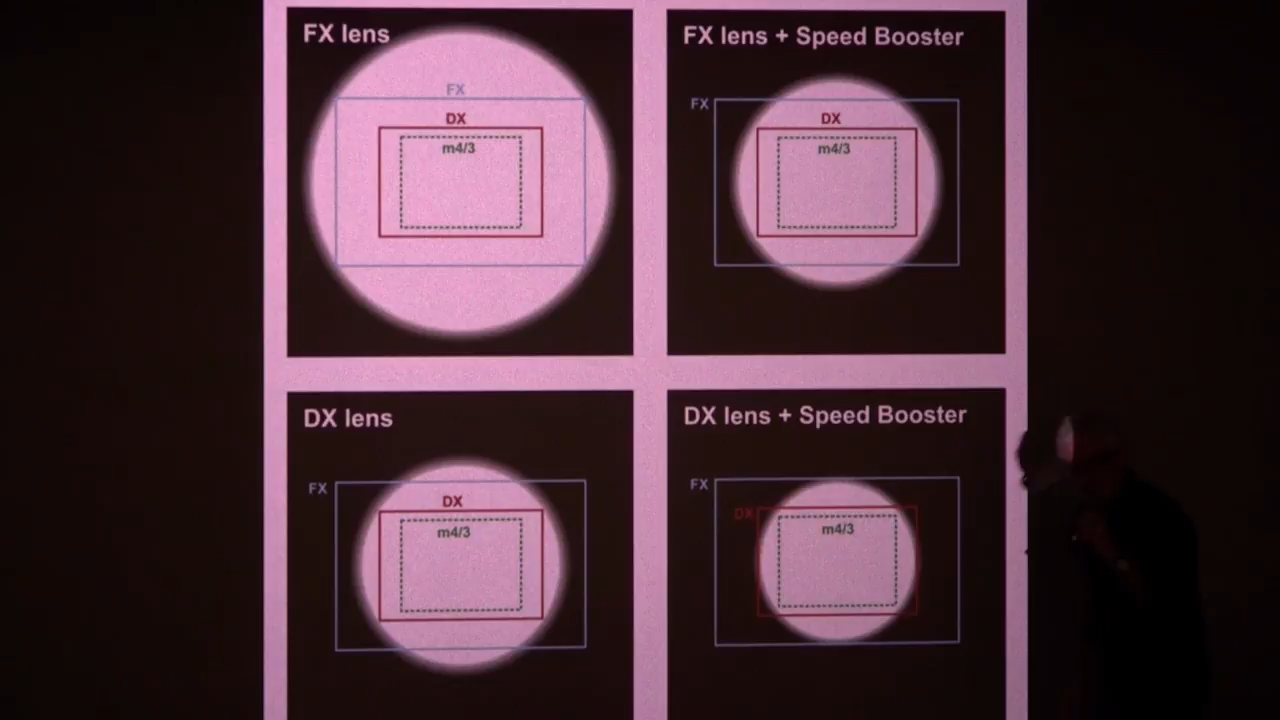 FX lens
FX
DX
m4/3
FX lens + Speed Booster
FX
DX
m4/3
DX lens
FX
DX
m4/3
DX lens + Speed Booster
FX
DX
m4/3